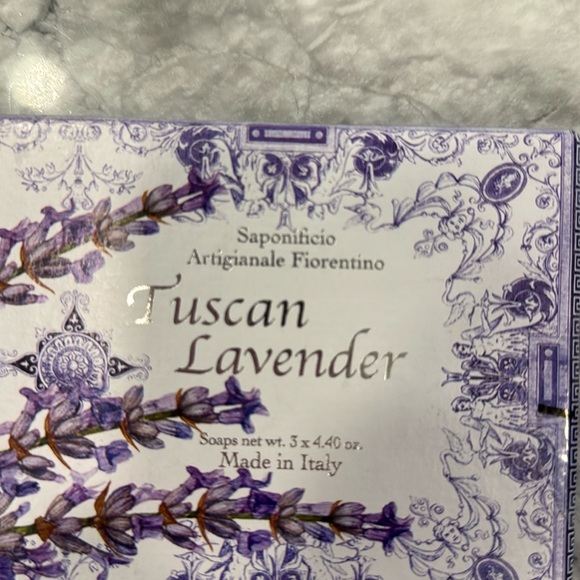 Saponificio
Artigianale Fiorentino
Tuscan
Lavender
Soaps net wt. 3 x 4.40 oz.
Made in Italy